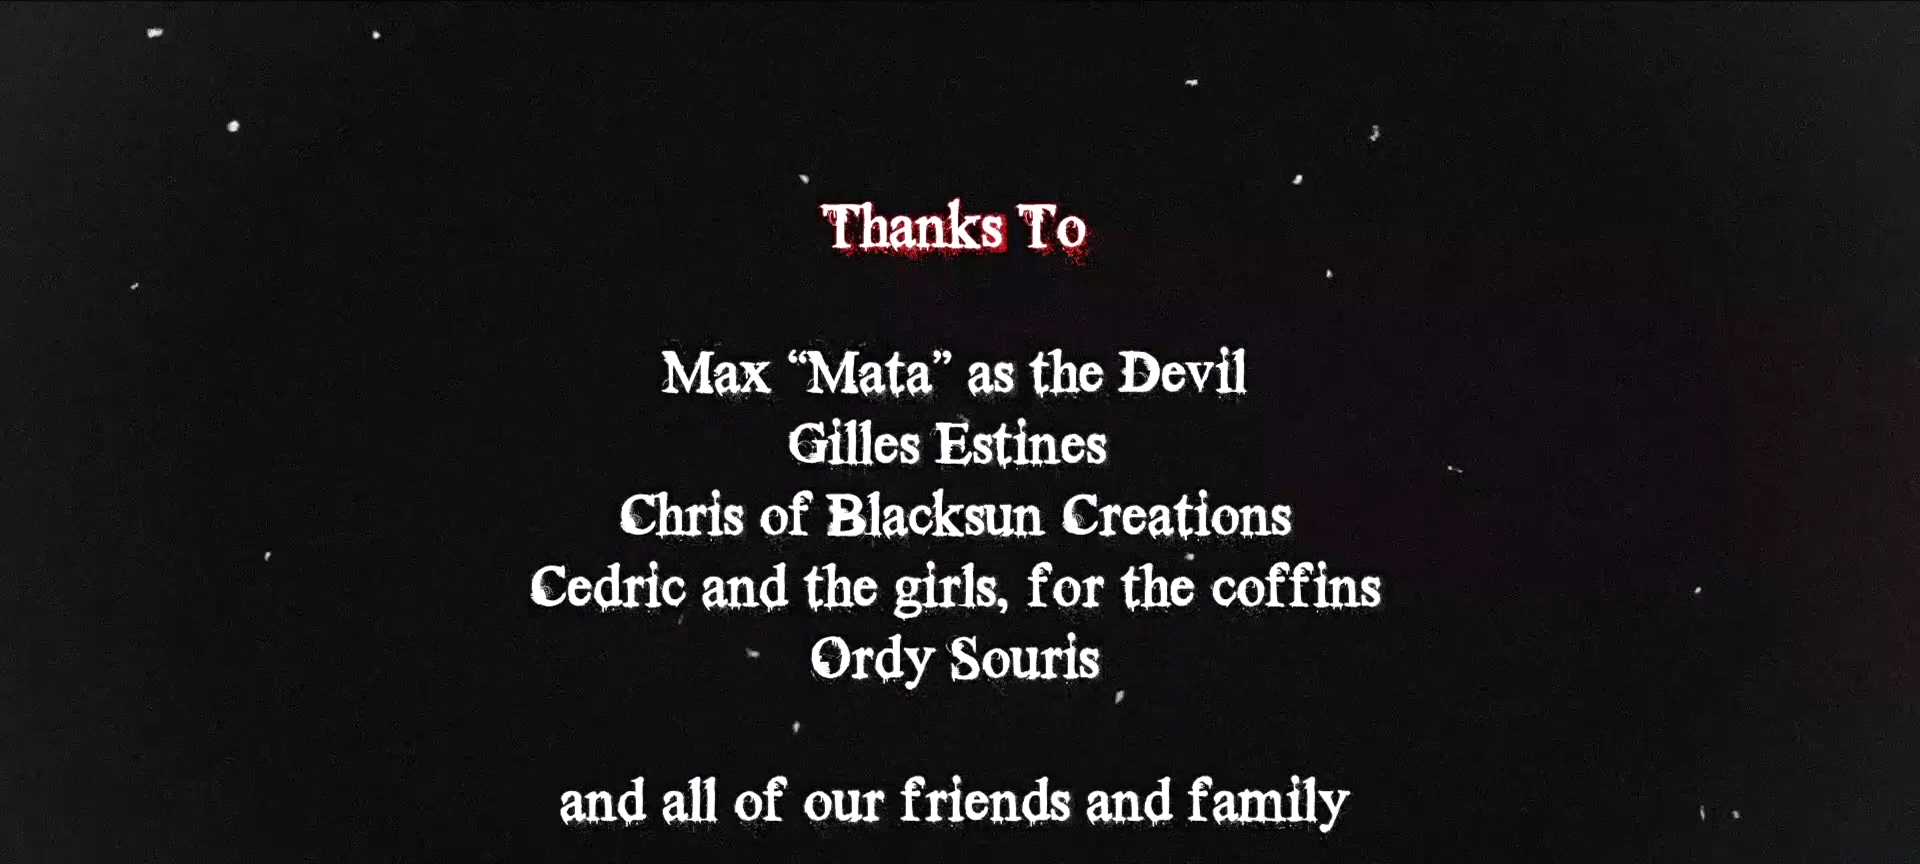 Thanks To
Max “Mata” as the Devil
Gilles Estines
Chris of Blacksun Creations
Cedric and the girls, for the coffins
Ordy Souris
and all of our friends and family